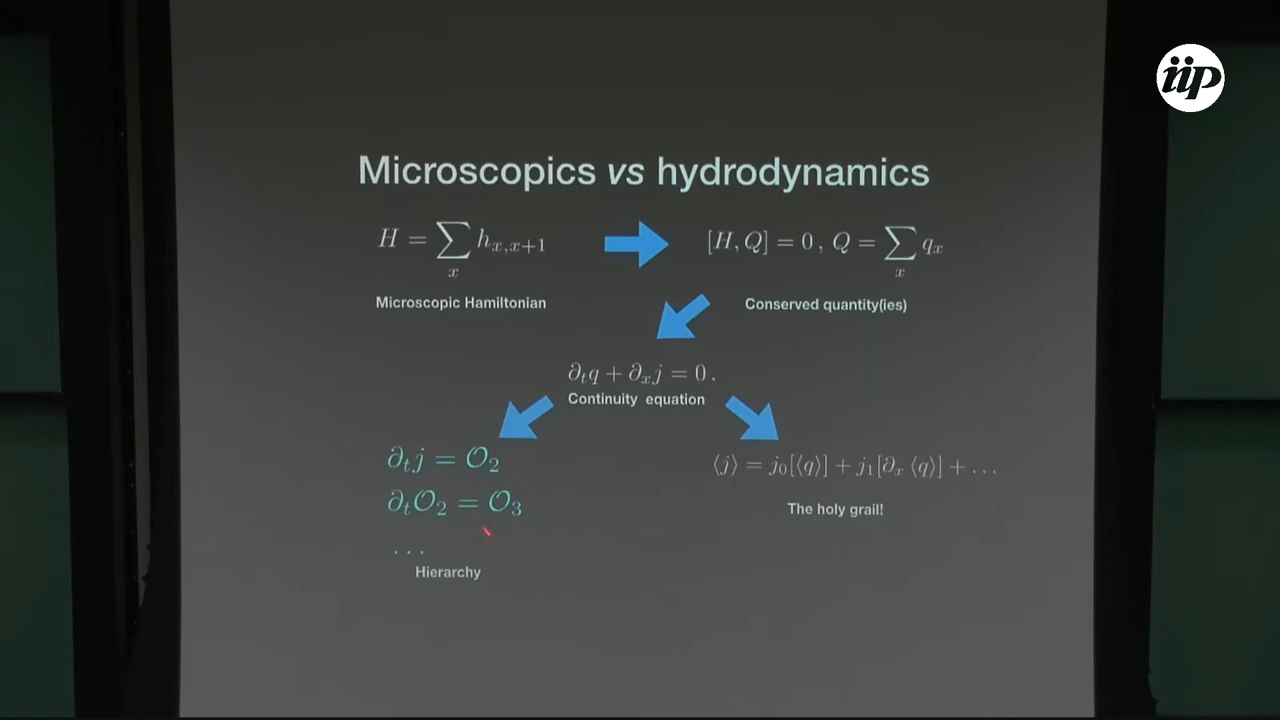 iip
Microscopics vs hydrodynamics
H = ∑_x h_{x,x+1}
[H, Q] = 0 , Q = ∑_x q_x
Microscopic Hamiltonian
Conserved quantity(ies)
∂_t q + ∂_x j = 0 .
Continuity equation
∂_t j = 𝒪_2
∂_t 𝒪_2 = 𝒪_3
...
Hierarchy
⟨j⟩ = j_0[⟨q⟩] + j_1[∂_x ⟨q⟩] + ...
The holy grail!